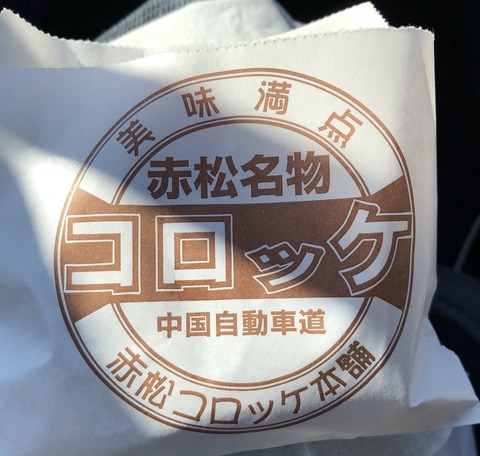 美味満点
赤松名物
コロッケ
中国自動車道
赤松コロッケ本舗